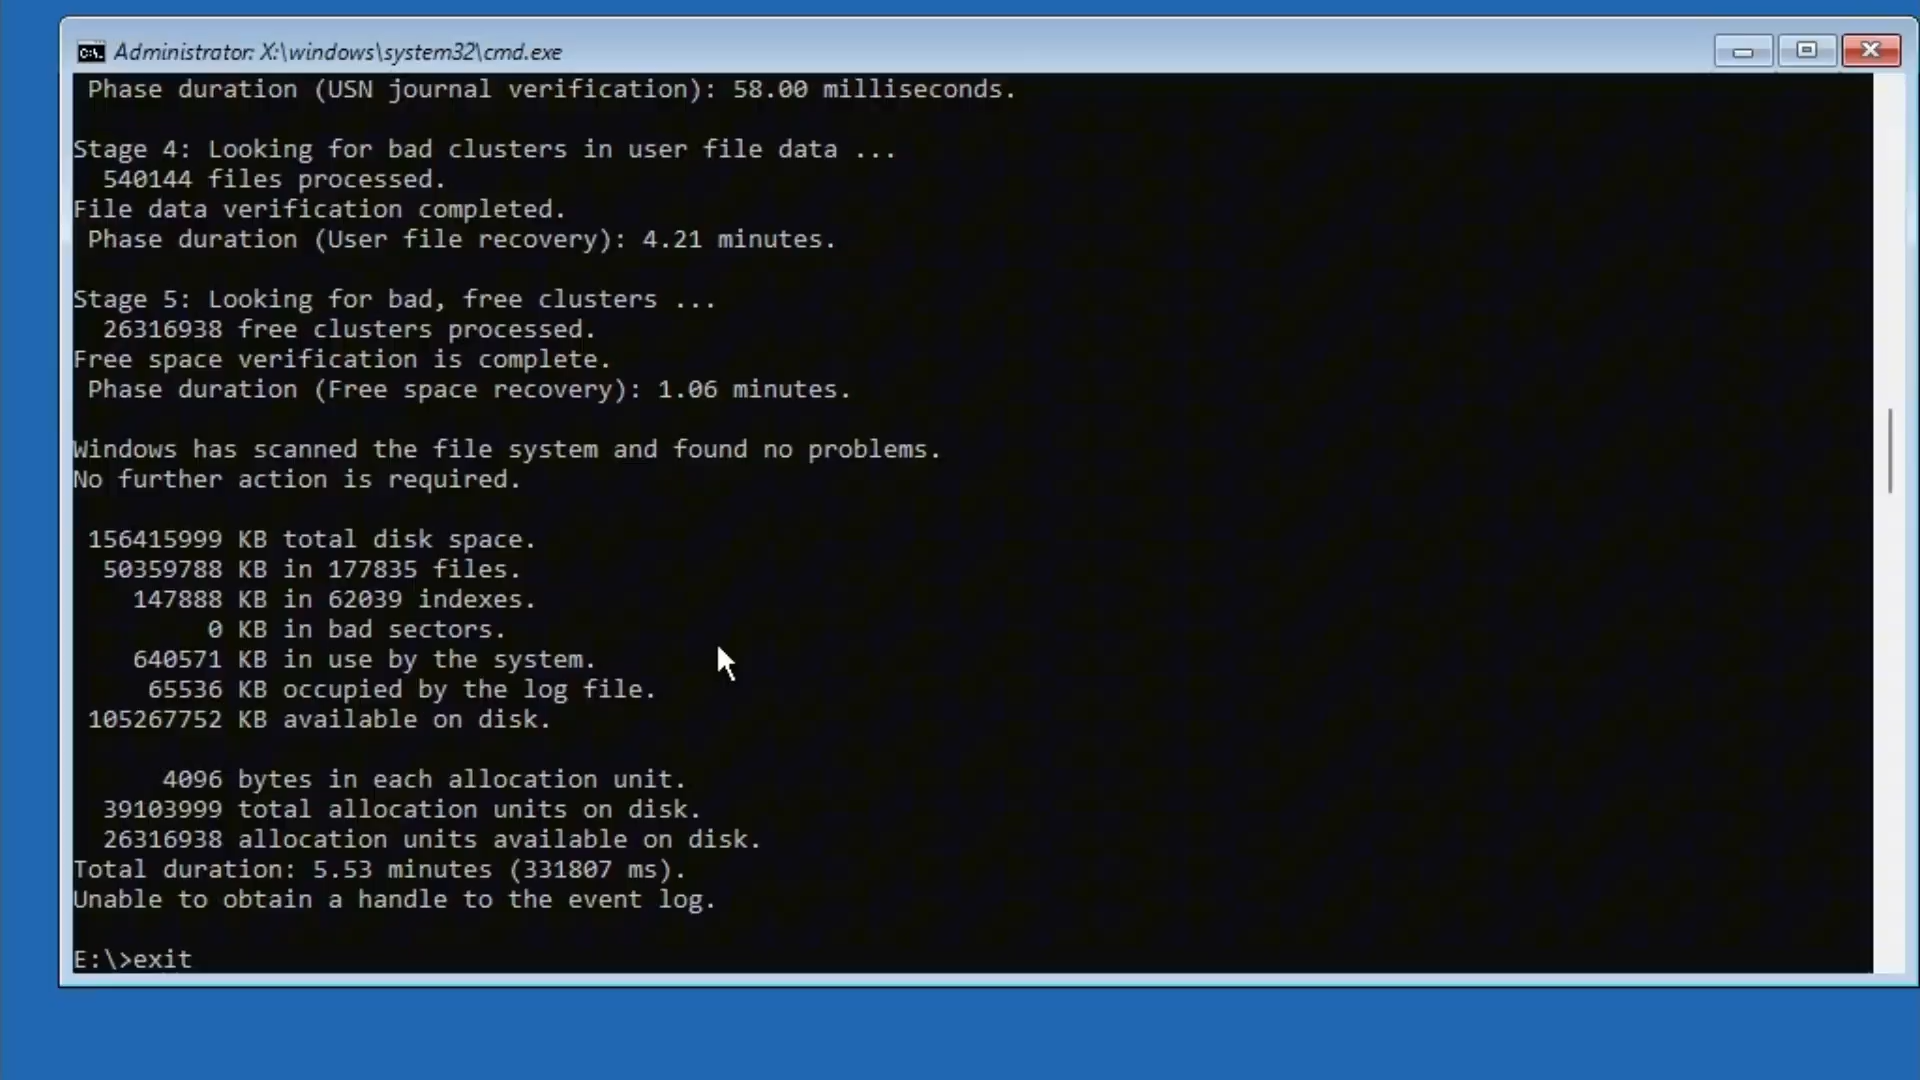 Administrator: X:\windows\system32\cmd.exe
Phase duration (USN journal verification): 58.00 milliseconds.
Stage 4: Looking for bad clusters in user file data ...
540144 files processed.
File data verification completed.
Phase duration (User file recovery): 4.21 minutes.
Stage 5: Looking for bad, free clusters ...
26316938 free clusters processed.
Free space verification is complete.
Phase duration (Free space recovery): 1.06 minutes.
Windows has scanned the file system and found no problems.
No further action is required.
156415999 KB total disk space.
50359788 KB in 177835 files.
147888 KB in 62039 indexes.
0 KB in bad sectors.
640571 KB in use by the system.
65536 KB occupied by the log file.
105267752 KB available on disk.
4096 bytes in each allocation unit.
39103999 total allocation units on disk.
26316938 allocation units available on disk.
Total duration: 5.53 minutes (331807 ms).
Unable to obtain a handle to the event log.
E:\>exit